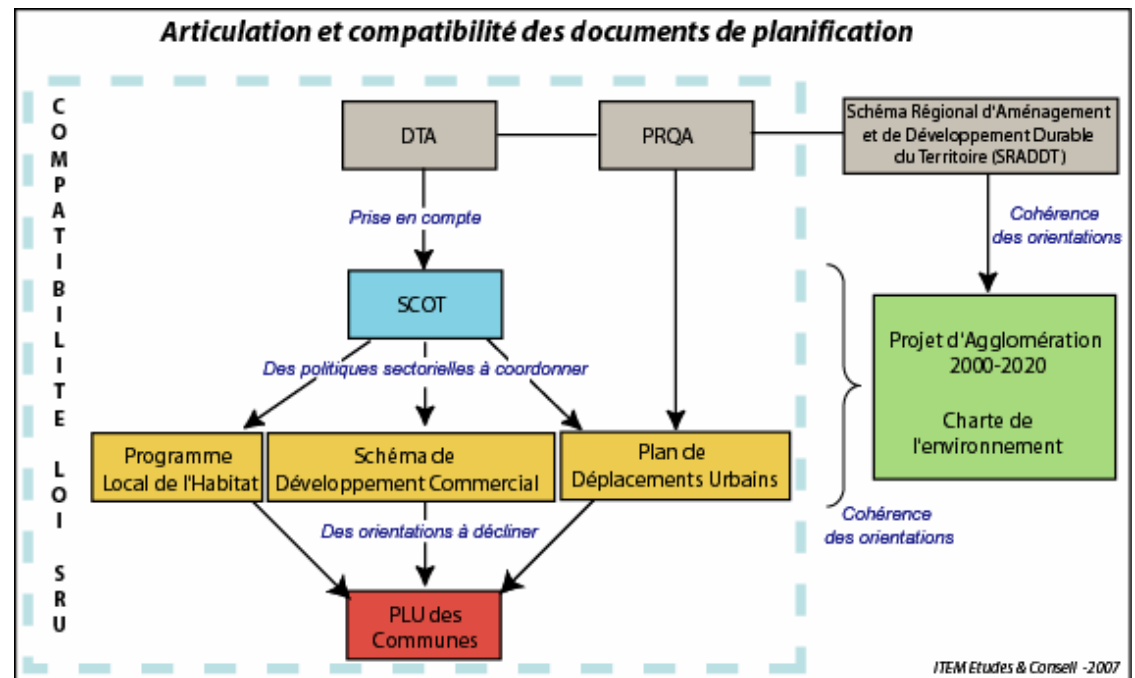 Articulation et compatibilité des documents de planification
COMPATIBILITE LOI SRU
DTA
PRQA
Schéma Régional d'Aménagement
et de Développement Durable
du Territoire (SRADDT)
Prise en compte
Cohérence
des orientations
SCOT
Des politiques sectorielles à coordonner
Projet d'Agglomération
2000-2020
Charte de
l'environnement
Programme
Local de l'Habitat
Schéma de
Développement Commercial
Plan de
Déplacements Urbains
Cohérence
des orientations
Des orientations à décliner
PLU des
Communes
ITEM Etudes & Conseil -2007